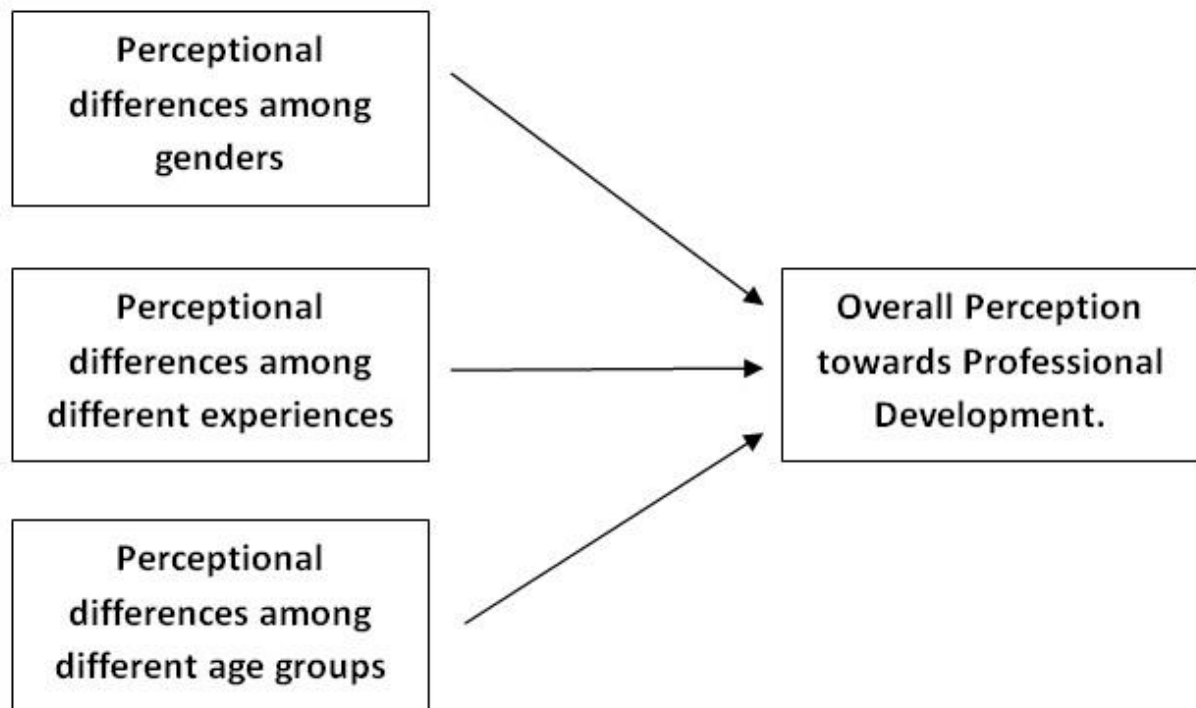 Perceptional
differences among
genders
Perceptional
differences among
different experiences
Overall Perception
towards Professional
Development.
Perceptional
differences among
different age groups